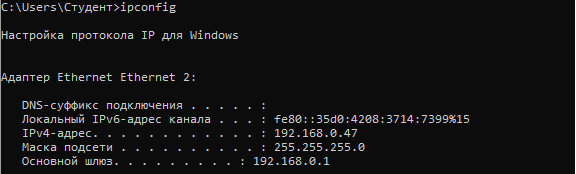 C:\Users\Студент>ipconfig
Настройка протокола IP для Windows
Адаптер Ethernet Ethernet 2:
DNS-суффикс подключения . . . . . :
Локальный IPv6-адрес канала . . . : fe80::35d0:4208:3714:7399%15
IPv4-адрес. . . . . . . . . . . . : 192.168.0.47
Маска подсети . . . . . . . . . . : 255.255.255.0
Основной шлюз. . . . . . . . . : 192.168.0.1